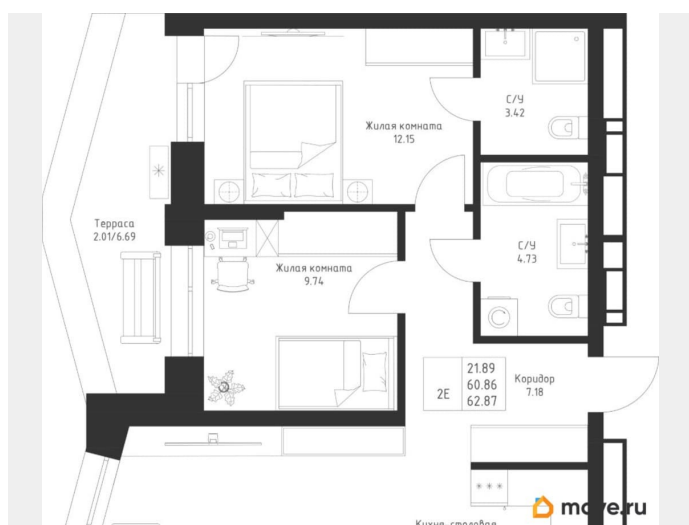 С/У
3.42
Жилая комната
12.15
Терраса
2.01/6.69
С/У
4.73
Жилая комната
9.74
2Е
21.89
60.86
62.87
Коридор
7.18
move.ru